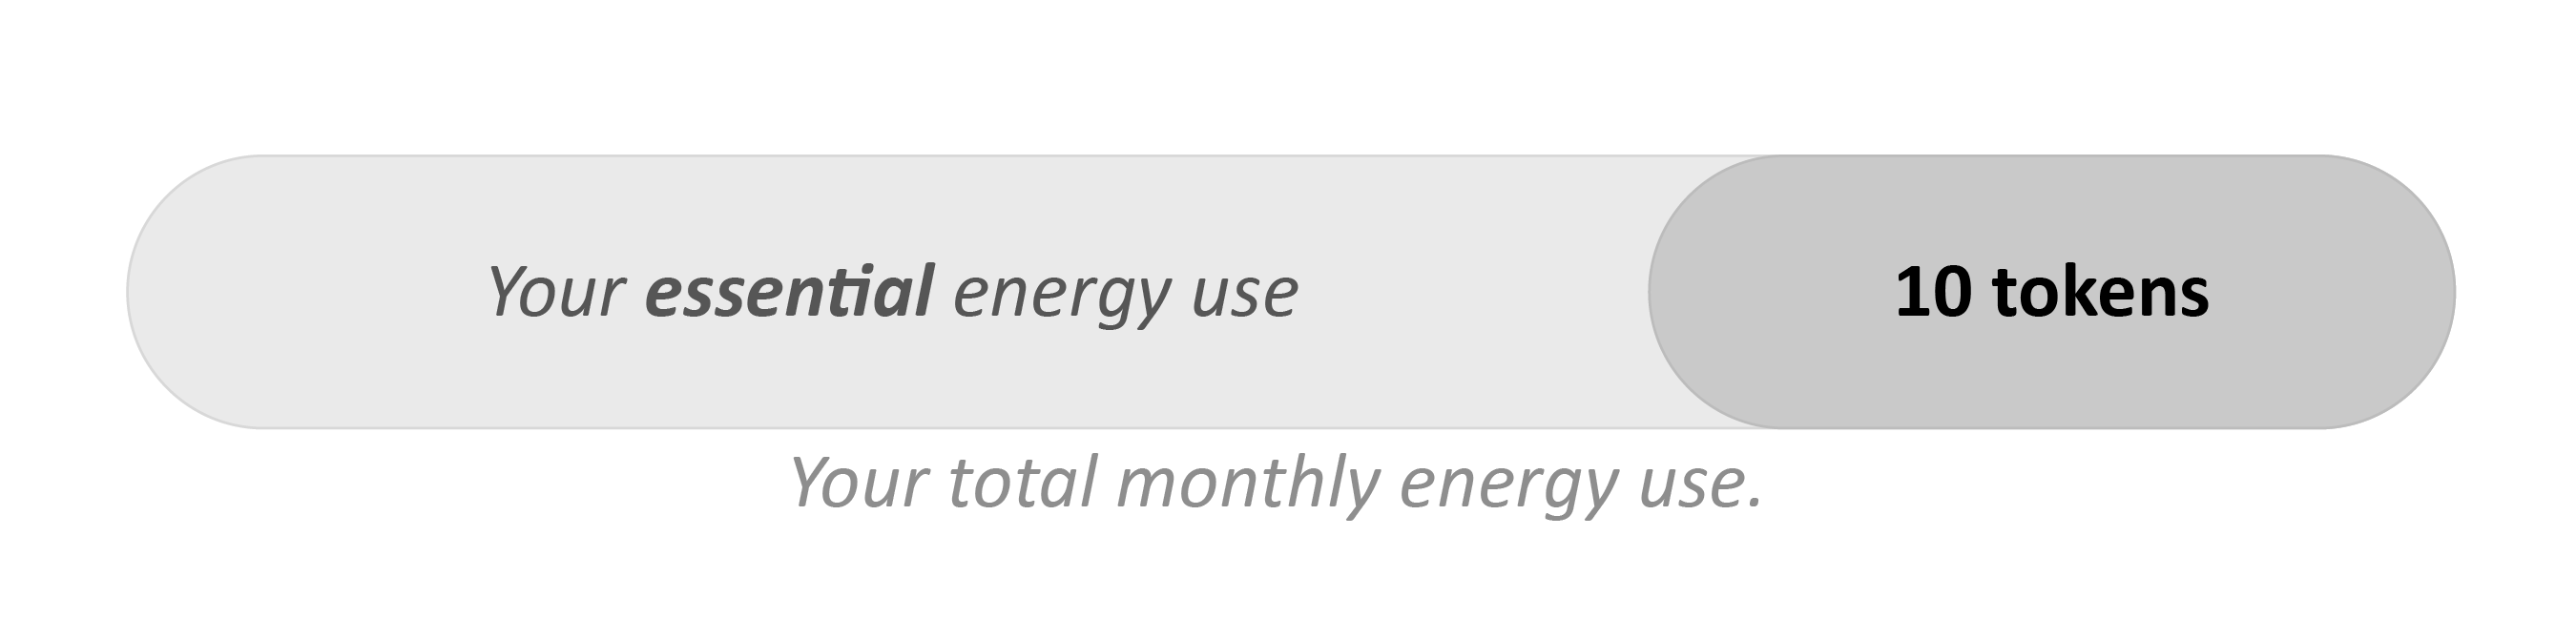 Your essential energy use
10 tokens
Your total monthly energy use.